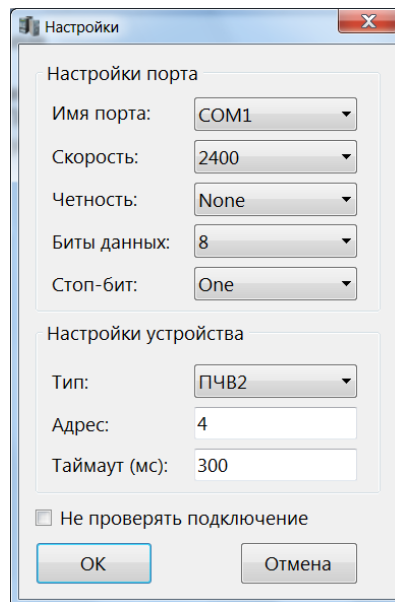 Настройки
Настройки порта
Имя порта: COM1
Скорость: 2400
Четность: None
Биты данных: 8
Стоп-бит: One
Настройки устройства
Тип: ПЧВ2
Адрес: 4
Таймаут (мс): 300
Не проверять подключение
OK Отмена